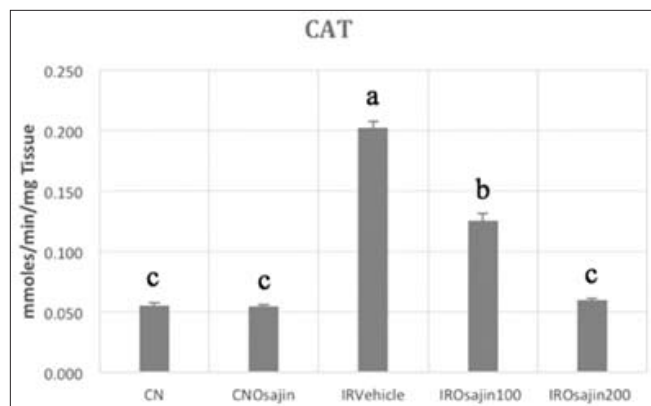 CAT
mmoles/min/mg Tissue
0.250
0.200
0.150
0.100
0.050
0.000
a
b
c
c
c
CN
CNOsajin
IRVehicle
IROsajin100
IROsajin200